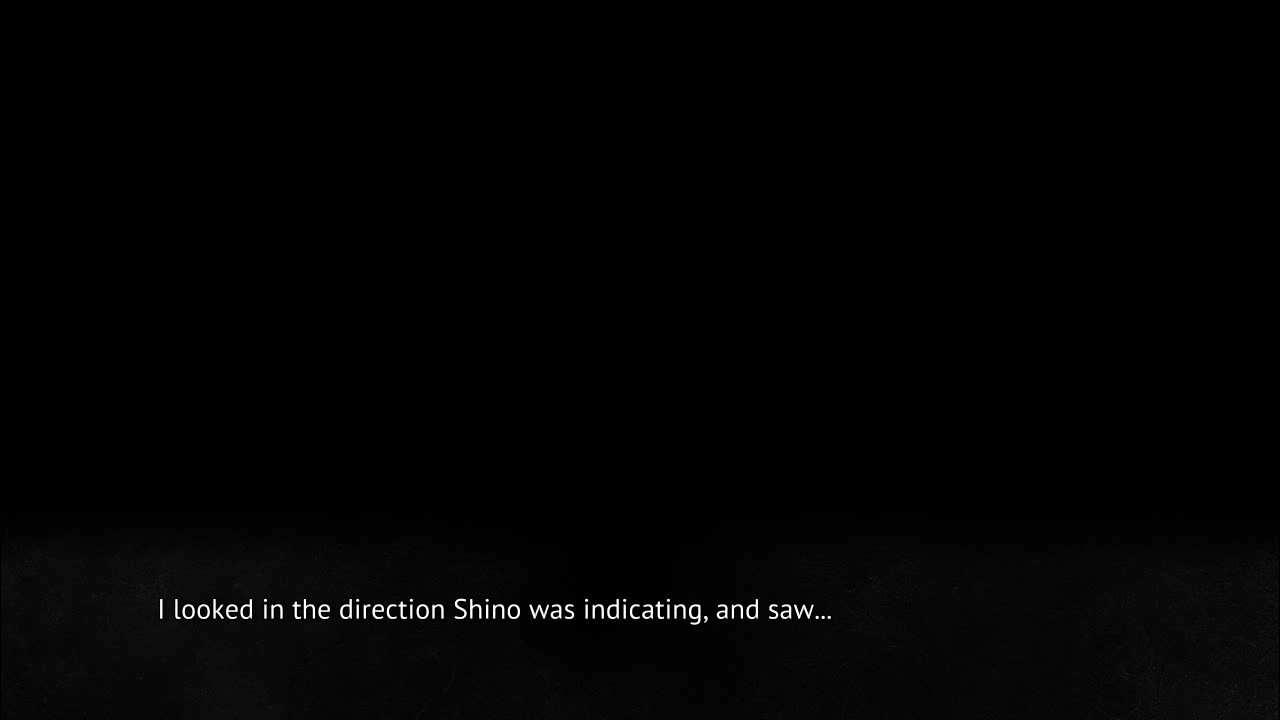 I looked in the direction Shino was indicating, and saw...